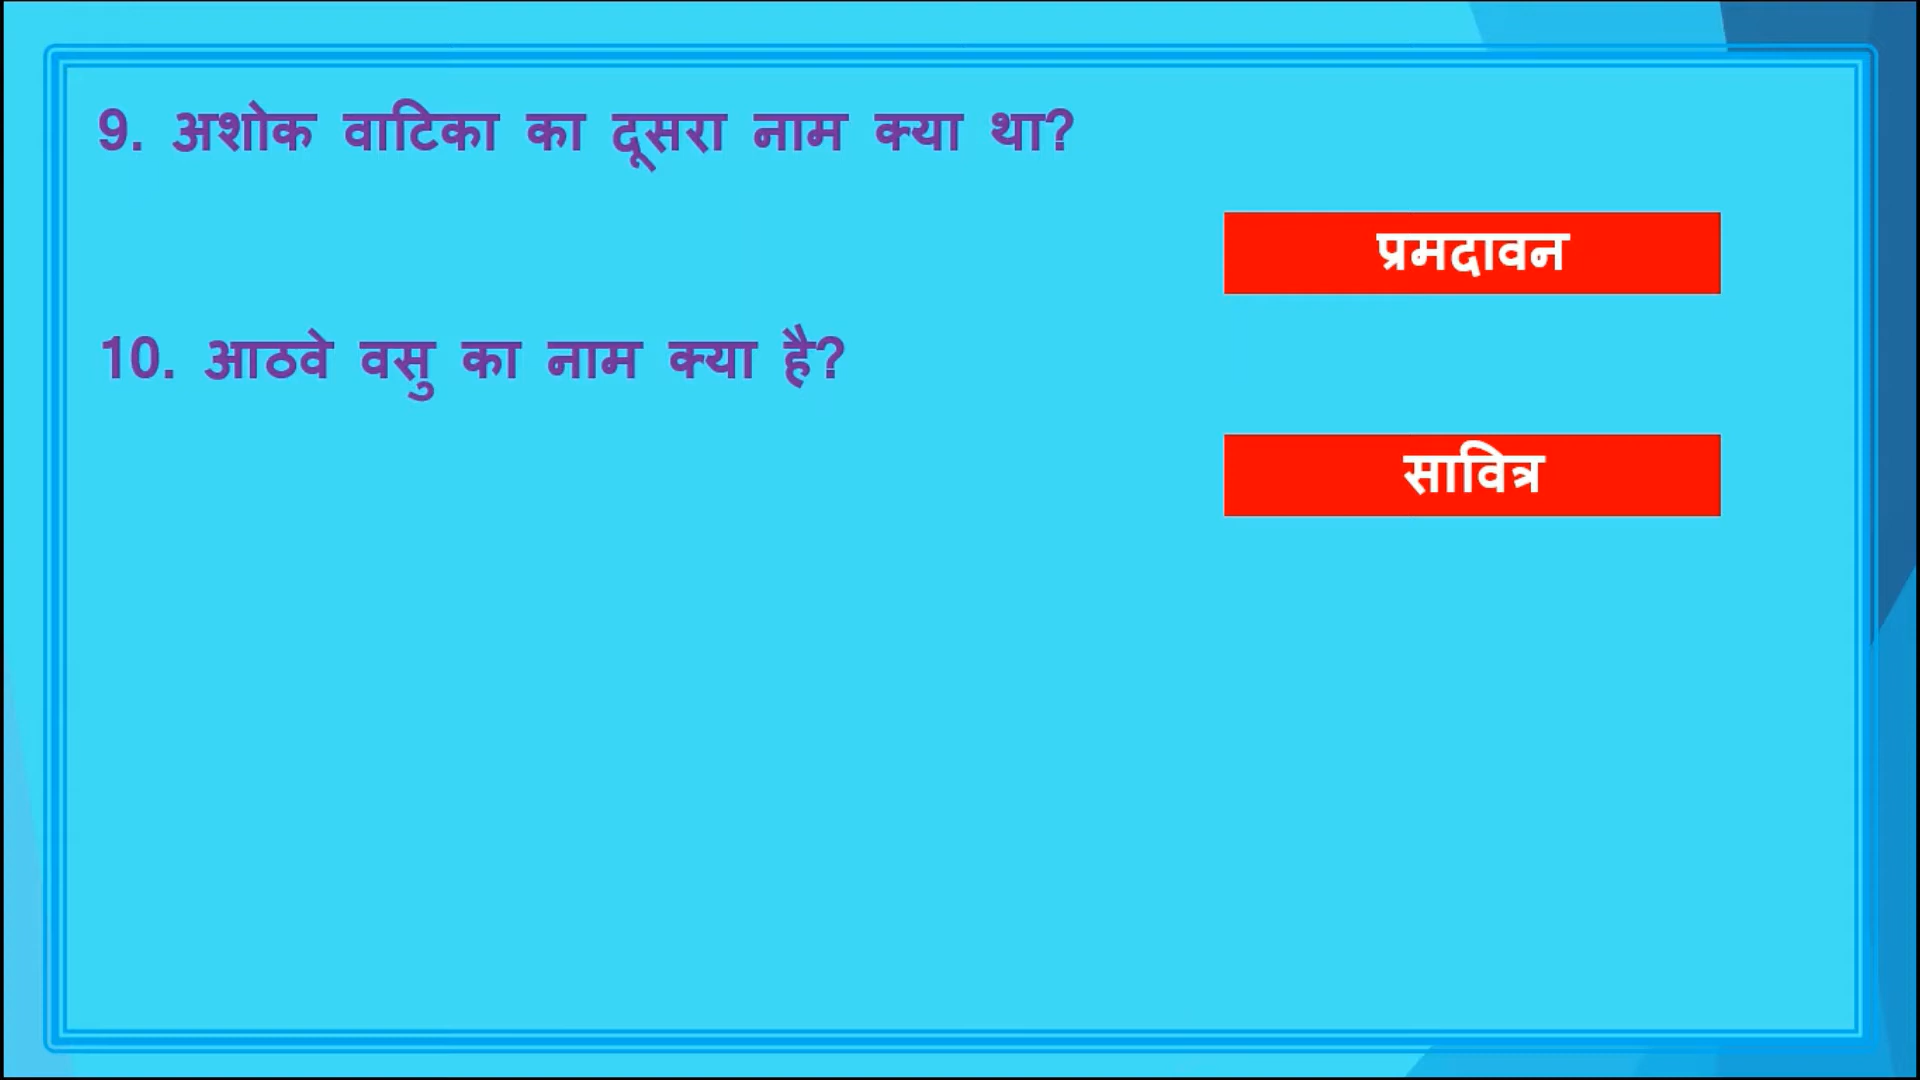 9. अशोक वाटिका का दूसरा नाम क्या था?
प्रमदावन
10. आठवे वसु का नाम क्या है?
सावित्र